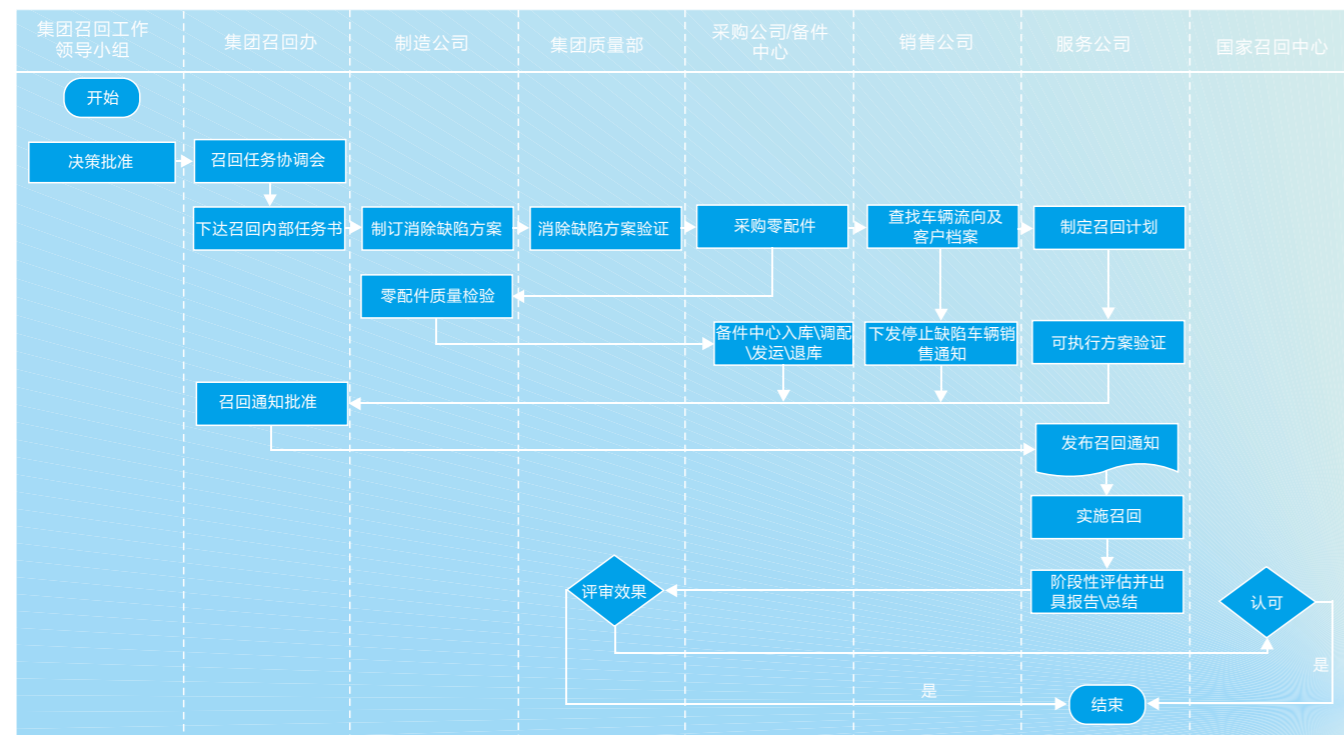 集团召回工作
领导小组
集团召回办
制造公司
集团质量部
采购公司/备件
中心
销售公司
服务公司
国家召回中心
开始
决策批准
召回任务协调会
下达召回内部任务书
制订消除缺陷方案
消除缺陷方案验证
采购零配件
查找车辆流向及
客户档案
制定召回计划
零配件质量检验
备件中心入库\调配
\发运\退库
下发停止缺陷车辆销
售通知
可执行方案验证
召回通知批准
发布召回通知
实施召回
阶段性评估并出
具报告\总结
评审效果
认可
是
是
结束